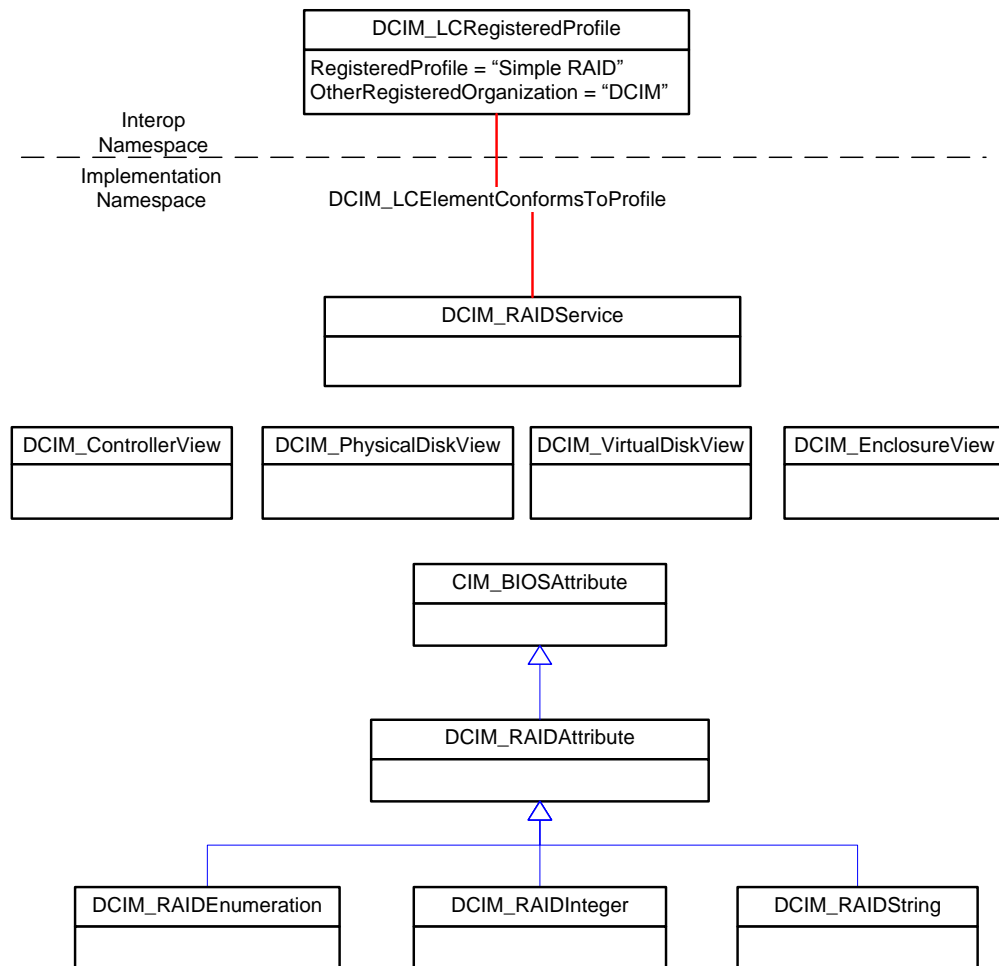 DCIM_LCRegisteredProfile
RegisteredProfile = “Simple RAID”
OtherRegisteredOrganization = “DCIM”
Interop
Namespace
Implementation
Namespace
DCIM_LCElementConformsToProfile
DCIM_RAIDService
DCIM_ControllerView
DCIM_PhysicalDiskView
DCIM_VirtualDiskView
DCIM_EnclosureView
CIM_BIOSAttribute
DCIM_RAIDAttribute
DCIM_RAIDEnumeration
DCIM_RAIDInteger
DCIM_RAIDString